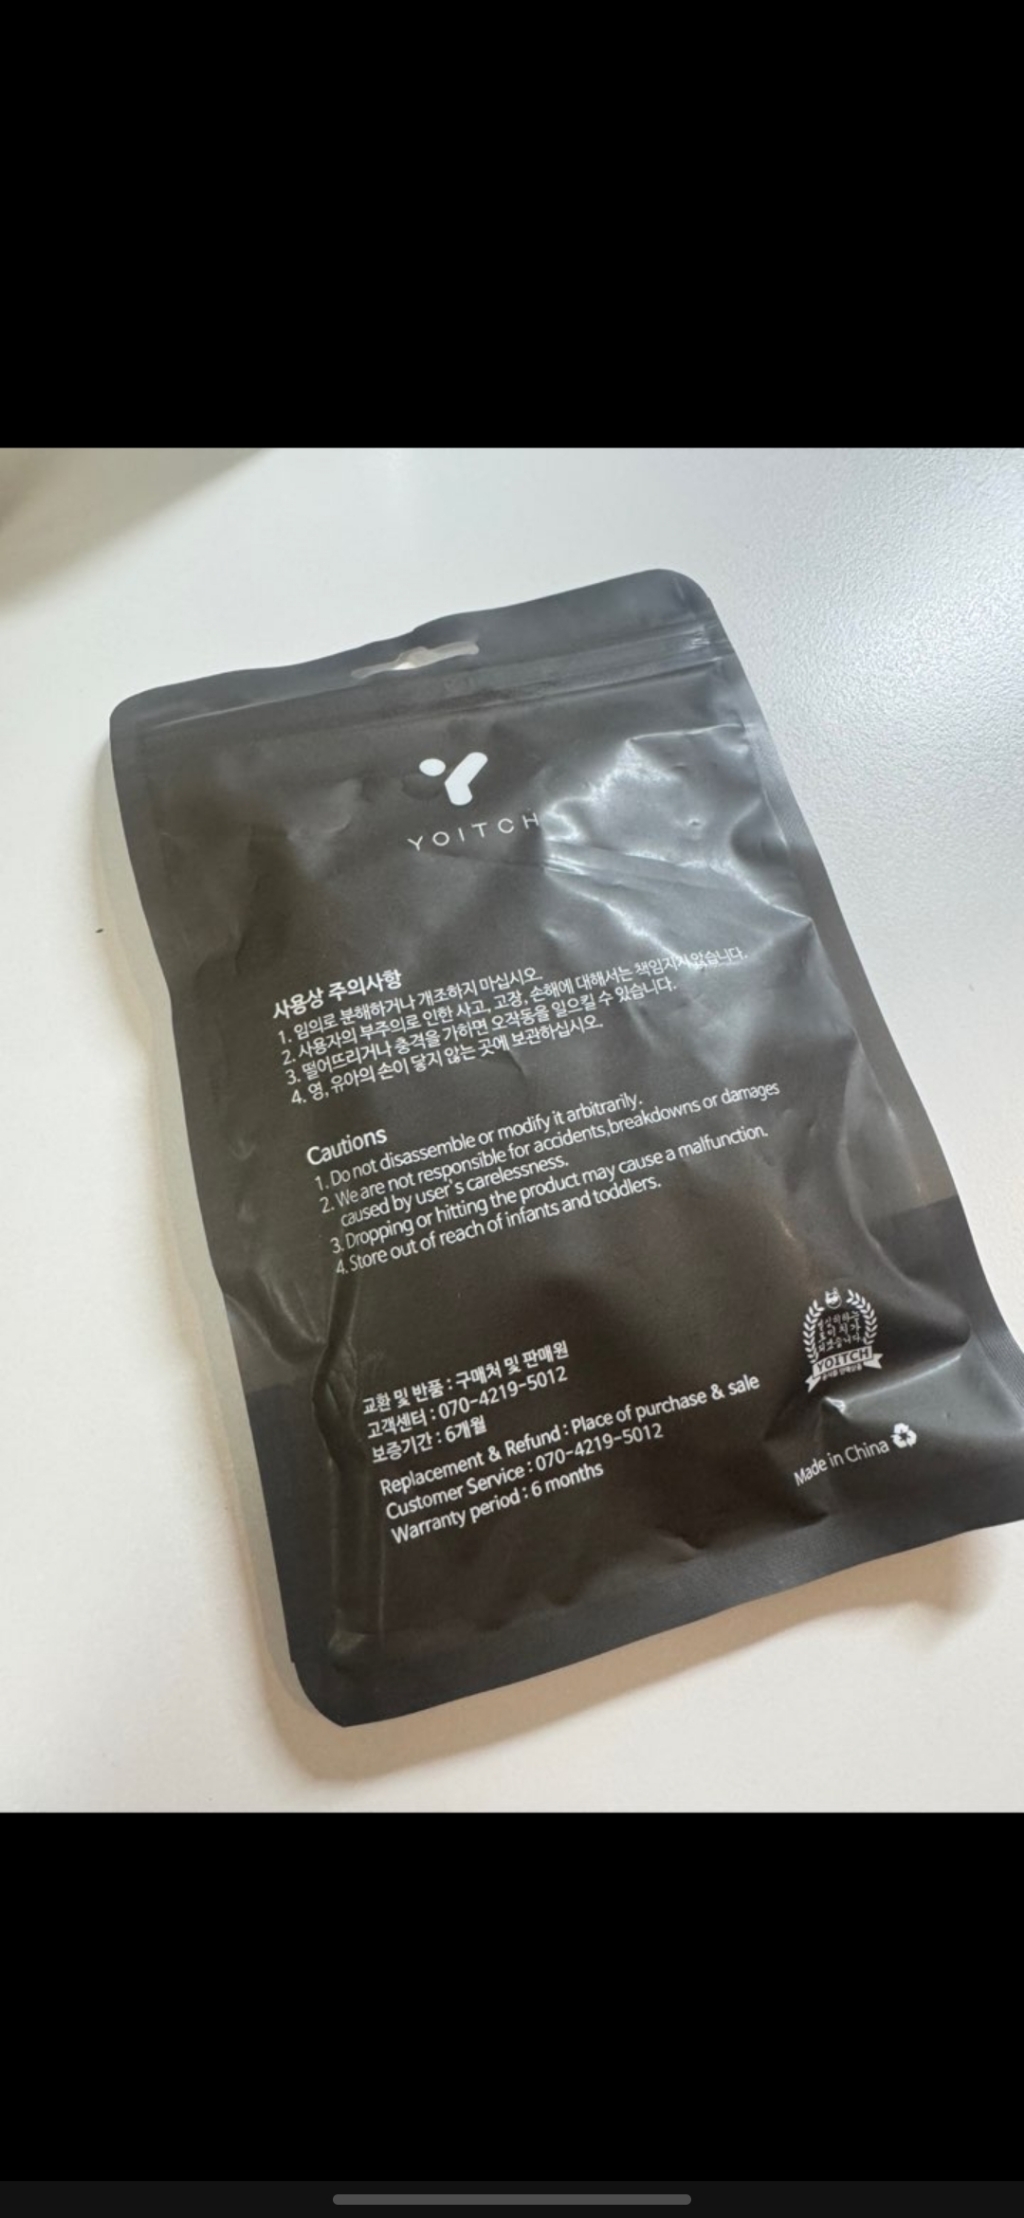 YOITCH
사용상 주의사항
1. 임의로 분해하거나 개조하지 마십시오.
2. 사용자의 부주의로 인한 사고, 고장, 손해에 대해서는 책임지지 않습니다.
3. 떨어뜨리거나 충격을 가하면 오작동을 일으킬 수 있습니다.
4. 영, 유아의 손이 닿지 않는 곳에 보관하십시오.
Cautions
1. Do not disassemble or modify it arbitrarily.
2. We are not responsible for accidents,breakdowns or damages
caused by user's carelessness.
3. Dropping or hitting the product may cause a malfunction.
4. Store out of reach of infants and toddlers.
교환 및 반품 : 구매처 및 판매원
고객센터 : 070-4219-5012
보증기간 : 6개월
Replacement & Refund : Place of purchase & sale
Customer Service : 070-4219-5012
Warranty period : 6 months
YOITCH
Made in China